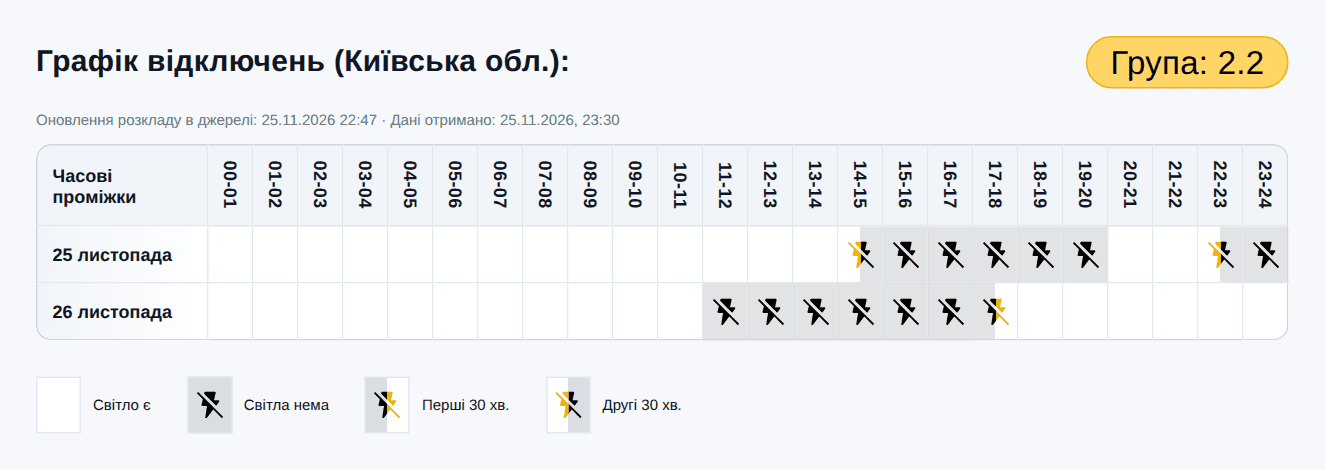 Графік відключень (Київська обл.):
Група: 2.2
Оновлення розкладу в джерелі: 25.11.2026 22:47 · Дані отримано: 25.11.2026, 23:30
Часові
проміжки
00-01
01-02
02-03
03-04
04-05
05-06
06-07
07-08
08-09
09-10
10-11
11-12
12-13
13-14
14-15
15-16
16-17
17-18
18-19
19-20
20-21
21-22
22-23
23-24
25 листопада
26 листопада
Світло є
Світла нема
Перші 30 хв.
Другі 30 хв.